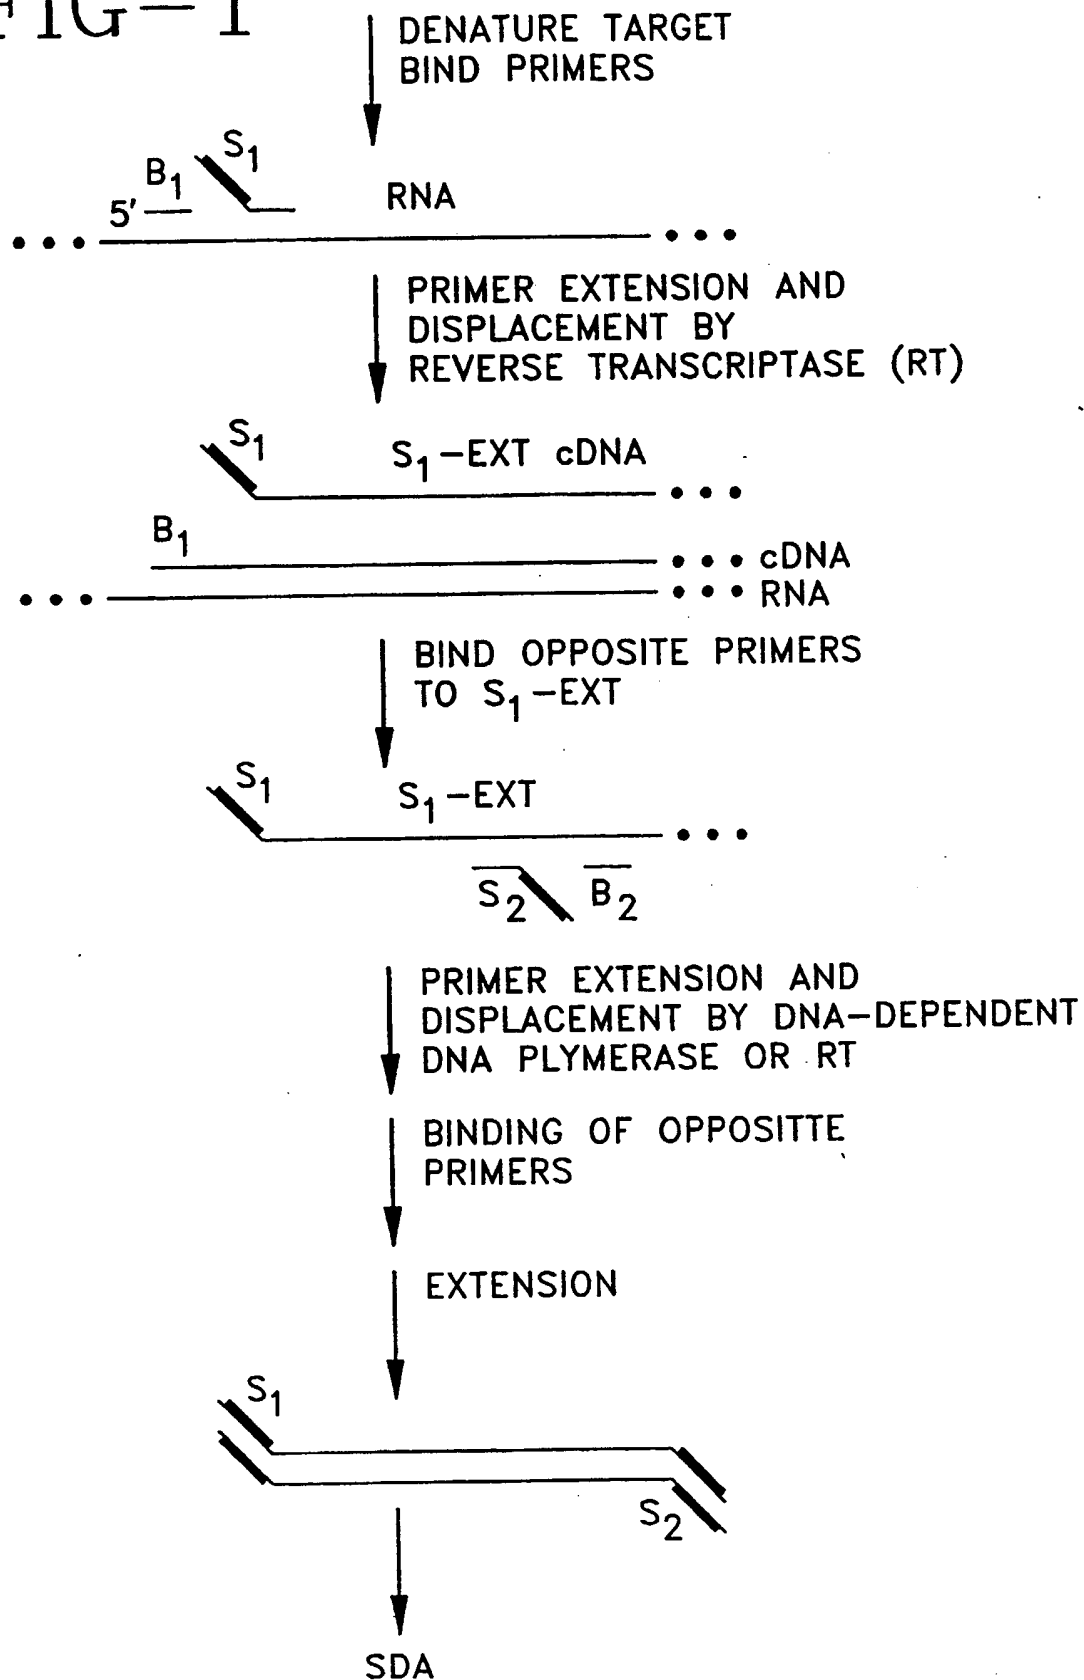 FIG-1
DENATURE TARGET
BIND PRIMERS
S1
B1
RNA
5'
PRIMER EXTENSION AND
DISPLACEMENT BY
REVERSE TRANSCRIPTASE (RT)
S1
S1-EXT cDNA
B1
cDNA
RNA
BIND OPPOSITE PRIMERS
TO S1-EXT
S1
S1-EXT
S2 B2
PRIMER EXTENSION AND
DISPLACEMENT BY DNA-DEPENDENT
DNA PLYMERASE OR RT
BINDING OF OPPOSITTE
PRIMERS
EXTENSION
S1
S2
SDA